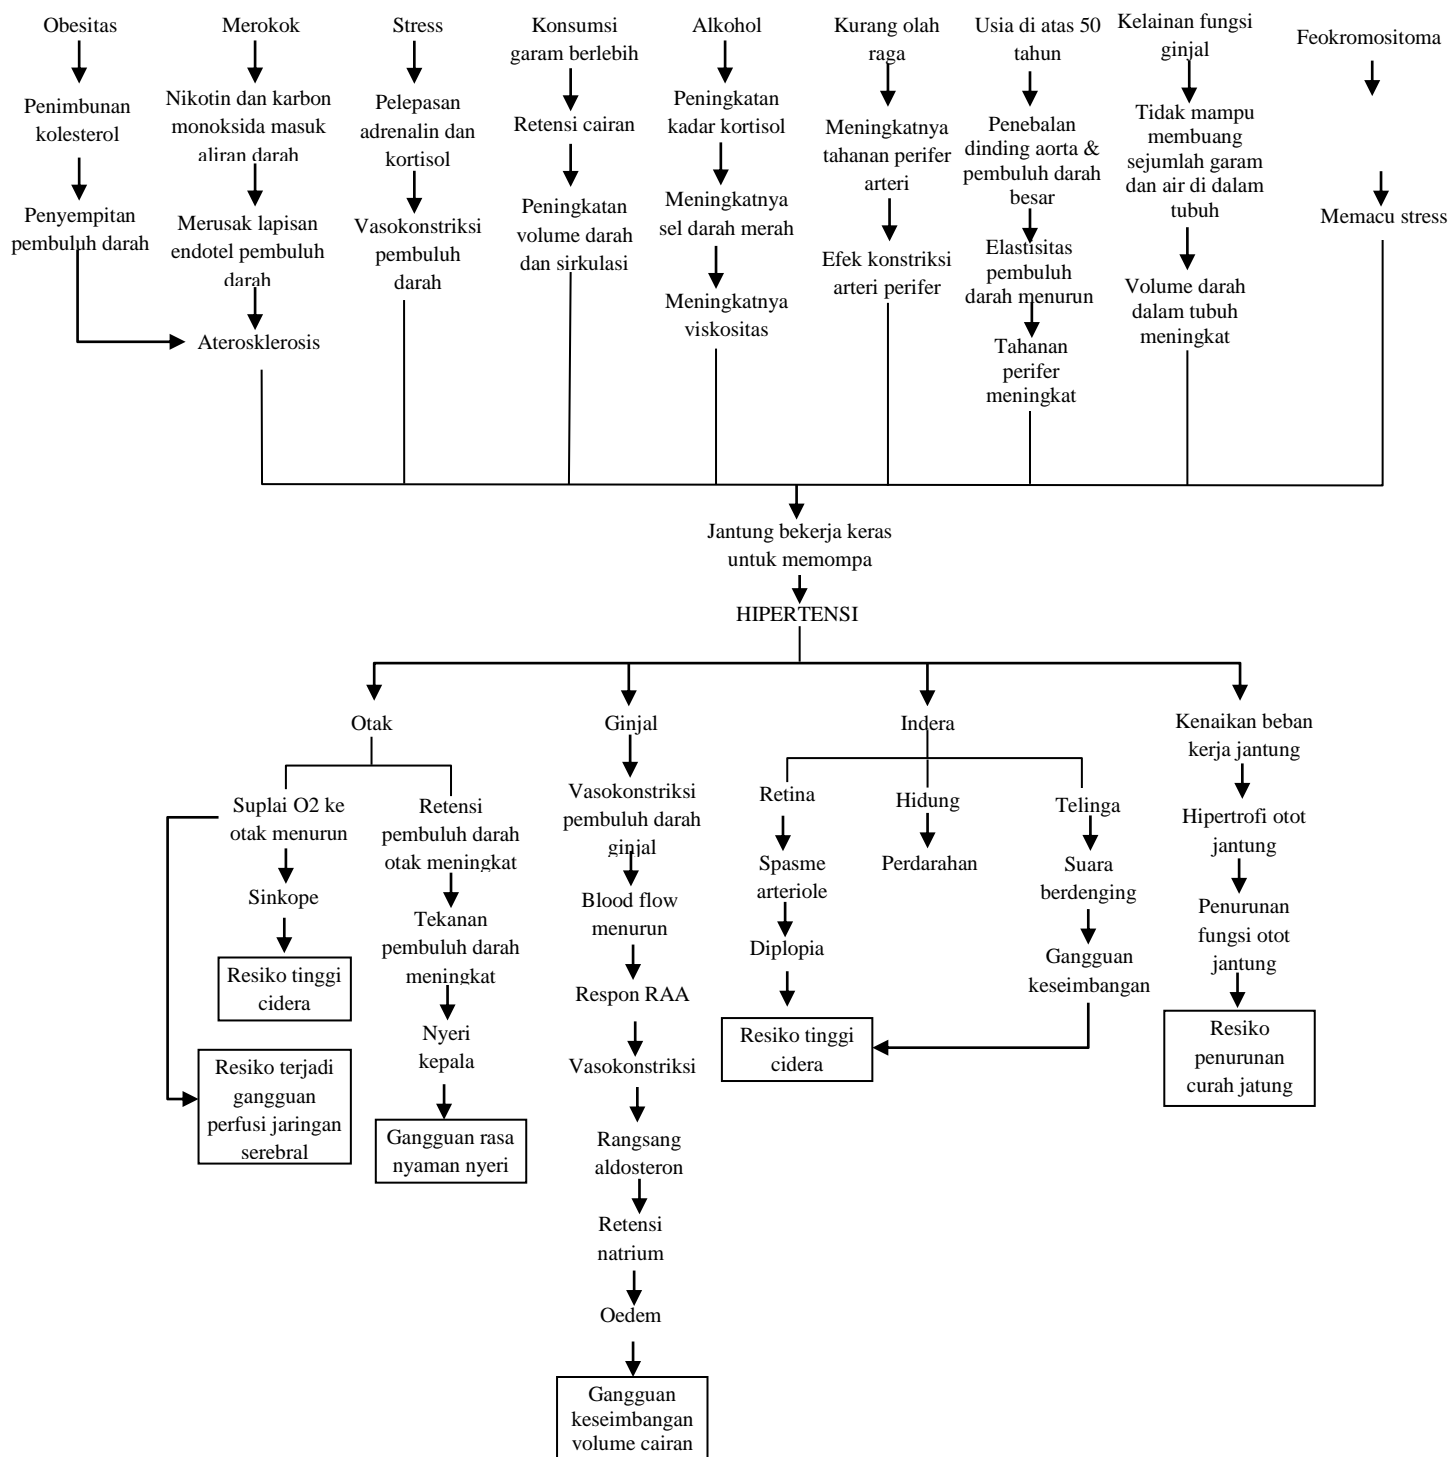 Obesitas
Penimbunan
kolesterol
Penyempitan
pembuluh darah
Merokok
Nikotin dan karbon
monoksida masuk
aliran darah
Merusak lapisan
endotel pembuluh
darah
Aterosklerosis
Stress
Pelepasan
adrenalin dan
kortisol
Vasokonstriksi
pembuluh
darah
Konsumsi
garam berlebih
Retensi cairan
Peningkatan
volume darah
dan sirkulasi
Alkohol
Peningkatan
kadar kortisol
Meningkatnya
sel darah merah
Meningkatnya
viskositas
Kurang olah
raga
Meningkatnya
tahanan perifer
arteri
Efek konstriksi
arteri perifer
Usia di atas 50
tahun
Penebalan
dinding aorta &
pembuluh darah
besar
Elastisitas
pembuluh
darah menurun
Tahanan
perifer
meningkat
Kelainan fungsi
ginjal
Tidak mampu
membuang
sejumlah garam
dan air di dalam
tubuh
Volume darah
dalam tubuh
meningkat
Feokromositoma
Memacu stress
Jantung bekerja keras
untuk memompa
HIPERTENSI
Otak
Suplai O2 ke
otak menurun
Sinkope
Resiko tinggi
cidera
Resiko terjadi
gangguan
perfusi jaringan
serebral
Retensi
pembuluh darah
otak meningkat
Tekanan
pembuluh darah
meningkat
Nyeri
kepala
Gangguan rasa
nyaman nyeri
Ginjal
Vasokonstriksi
pembuluh darah
ginjal
Blood flow
menurun
Respon RAA
Vasokonstriksi
Rangsang
aldosteron
Retensi
natrium
Oedem
Gangguan
keseimbangan
volume cairan
Indera
Retina
Spasme
arteriole
Diplopia
Resiko tinggi
cidera
Hidung
Perdarahan
Telinga
Suara
berdenging
Gangguan
keseimbangan
Kenaikan beban
kerja jantung
Hipertrofi otot
jantung
Penurunan
fungsi otot
jantung
Resiko
penurunan
curah jatung